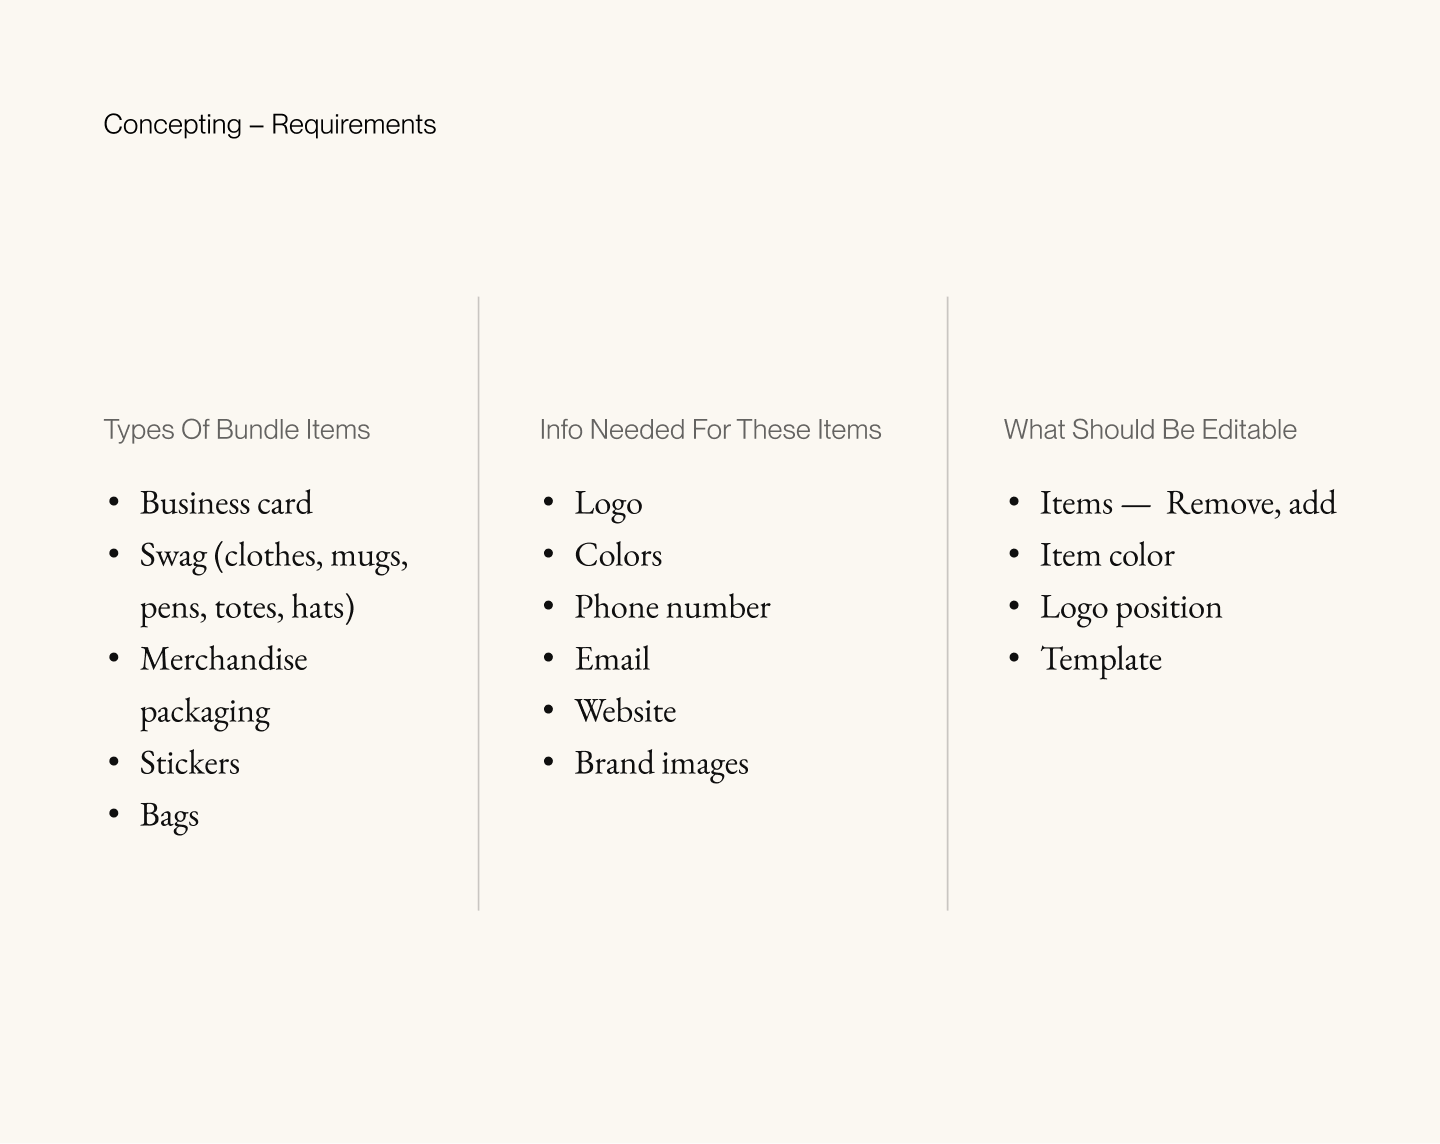 Concepting – Requirements
Types Of Bundle Items
• Business card
• Swag (clothes, mugs,
pens, totes, hats)
• Merchandise
packaging
• Stickers
• Bags
Info Needed For These Items
• Logo
• Colors
• Phone number
• Email
• Website
• Brand images
What Should Be Editable
• Items —  Remove, add
• Item color
• Logo position
• Template